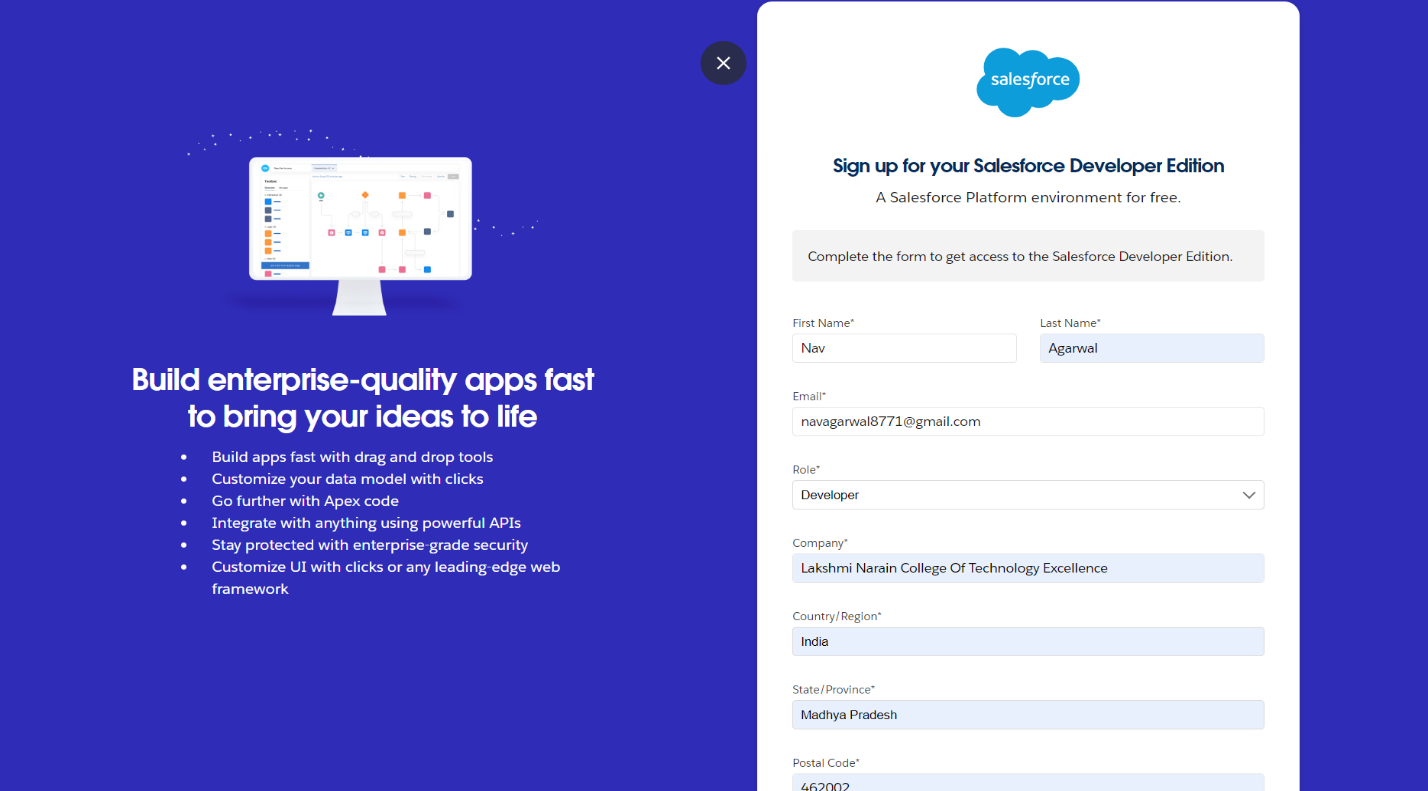 salesforce
Sign up for your Salesforce Developer Edition
A Salesforce Platform environment for free.
Complete the form to get access to the Salesforce Developer Edition.
First Name* Last Name*
Nav Agarwal
Email*
navagarwal8771@gmail.com
Role*
Developer
Company*
Lakshmi Narain College Of Technology Excellence
Country/Region*
India
State/Province*
Madhya Pradesh
Postal Code*
462002
Build enterprise-quality apps fast
to bring your ideas to life
• Build apps fast with drag and drop tools
• Customize your data model with clicks
• Go further with Apex code
• Integrate with anything using powerful APIs
• Stay protected with enterprise-grade security
• Customize UI with clicks or any leading-edge web
framework